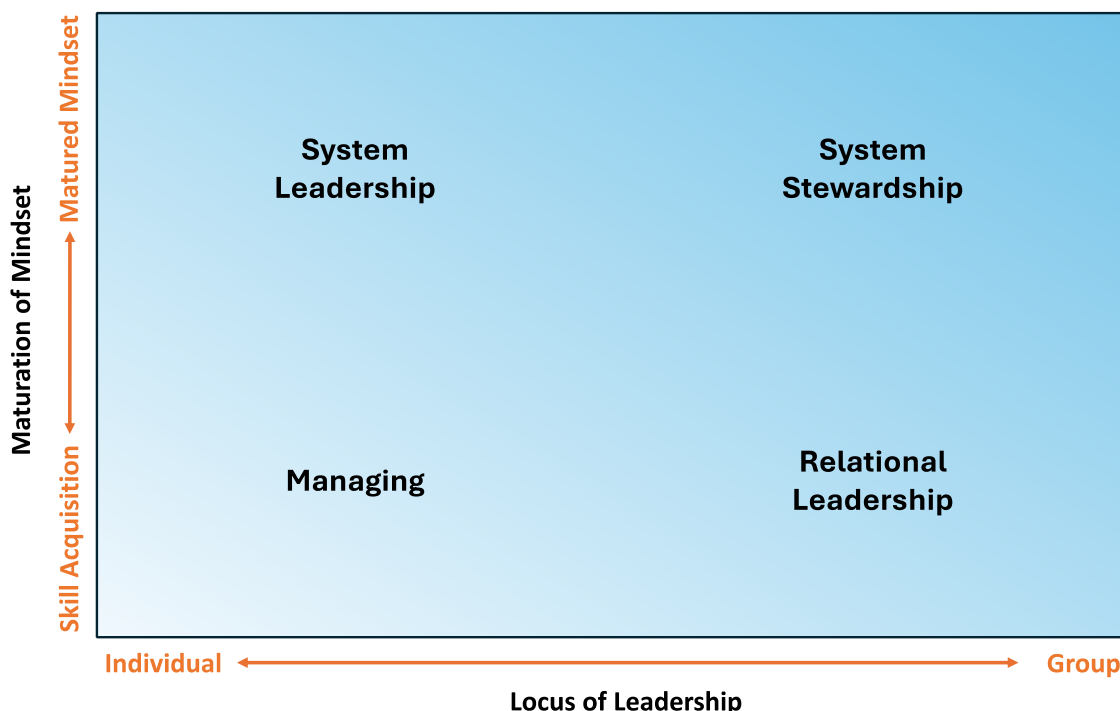 Maturation of Mindset
Matured Mindset
Skill Acquisition
System
Leadership
System
Stewardship
Managing
Relational
Leadership
Individual
Group
Locus of Leadership